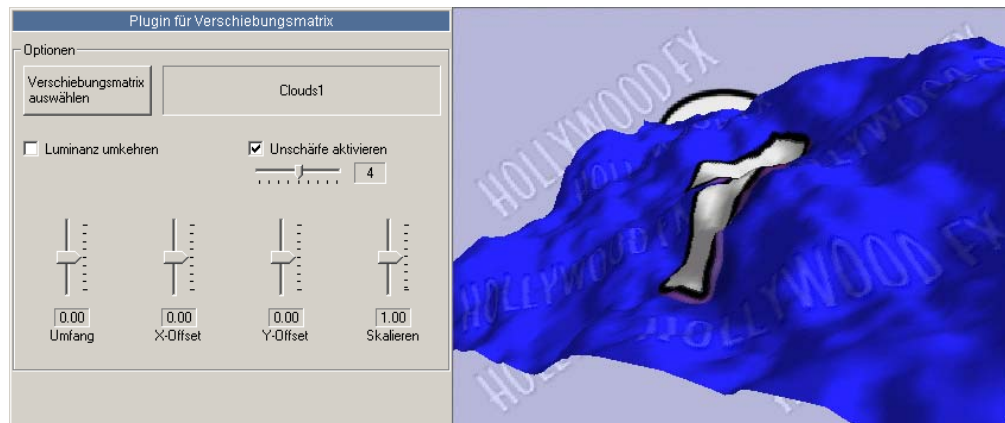 Plugin für Verschiebungsmatrix
Optionen
Verschiebungsmatrix
auswählen
Clouds1
Luminanz umkehren
Unschärfe aktivieren
4
0.00
0.00
0.00
1.00
Umfang
X-Offset
Y-Offset
Skalieren
HOLLYWOOD FX
HOLLYWOOD FX
HOLLYWOOD FX